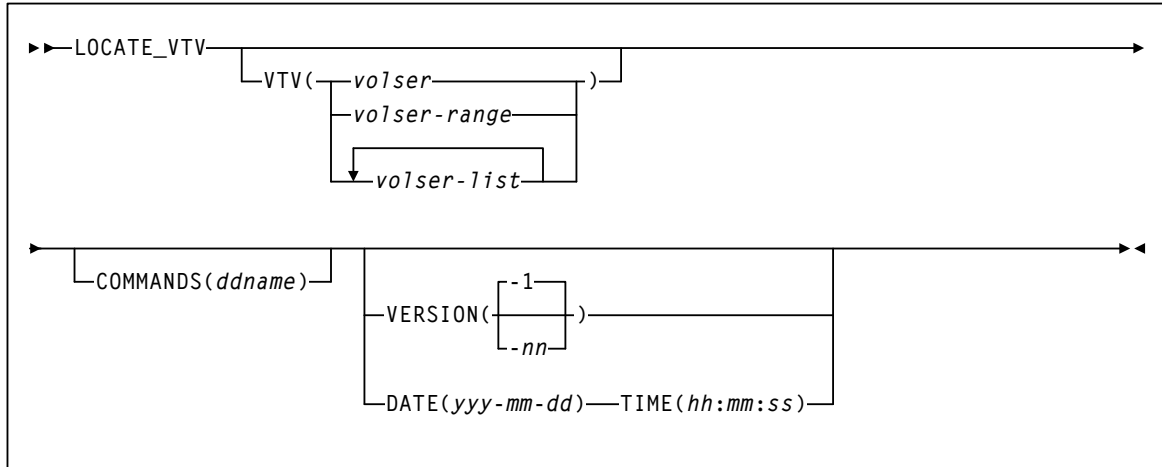 LOCATE_VTV
VTV( volser )
volser-range
volser-list
COMMANDS(ddname)
-1
VERSION( )
-nn
DATE(yyy-mm-dd) TIME(hh:mm:ss)